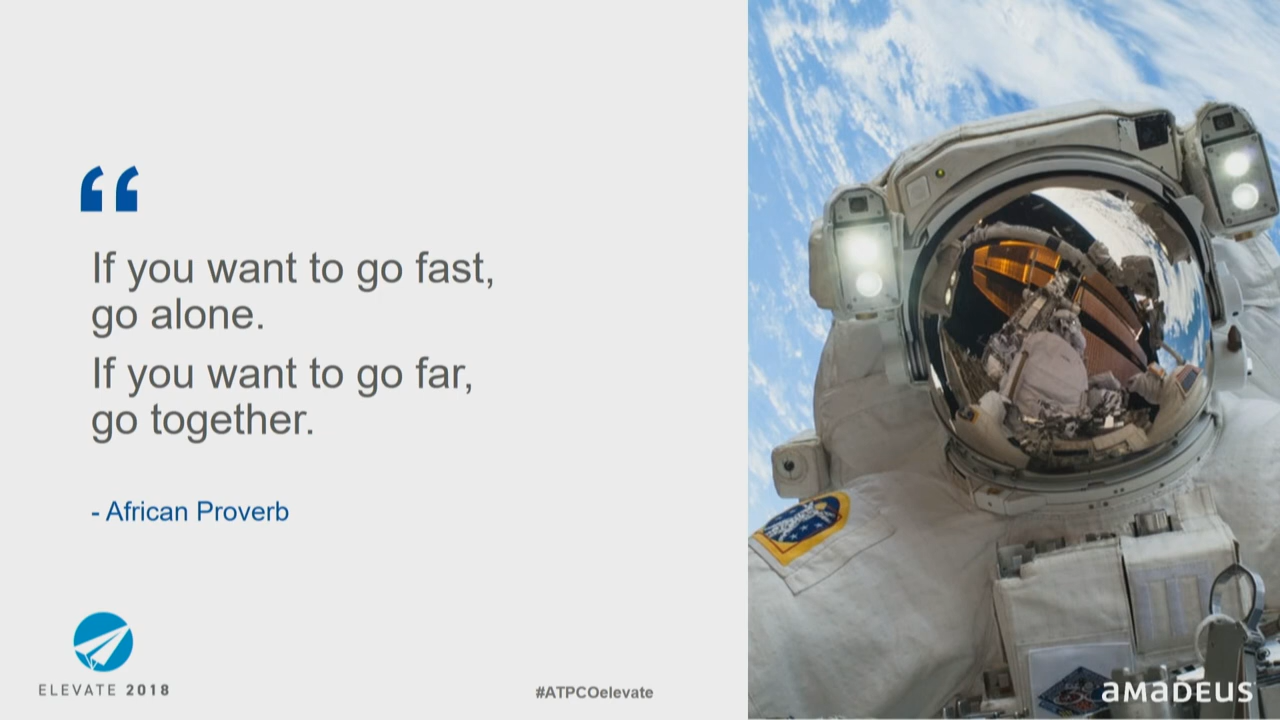 “
If you want to go fast,
go alone.
If you want to go far,
go together.
- African Proverb
ELEVATE 2018
#ATPCOelevate
amadeus